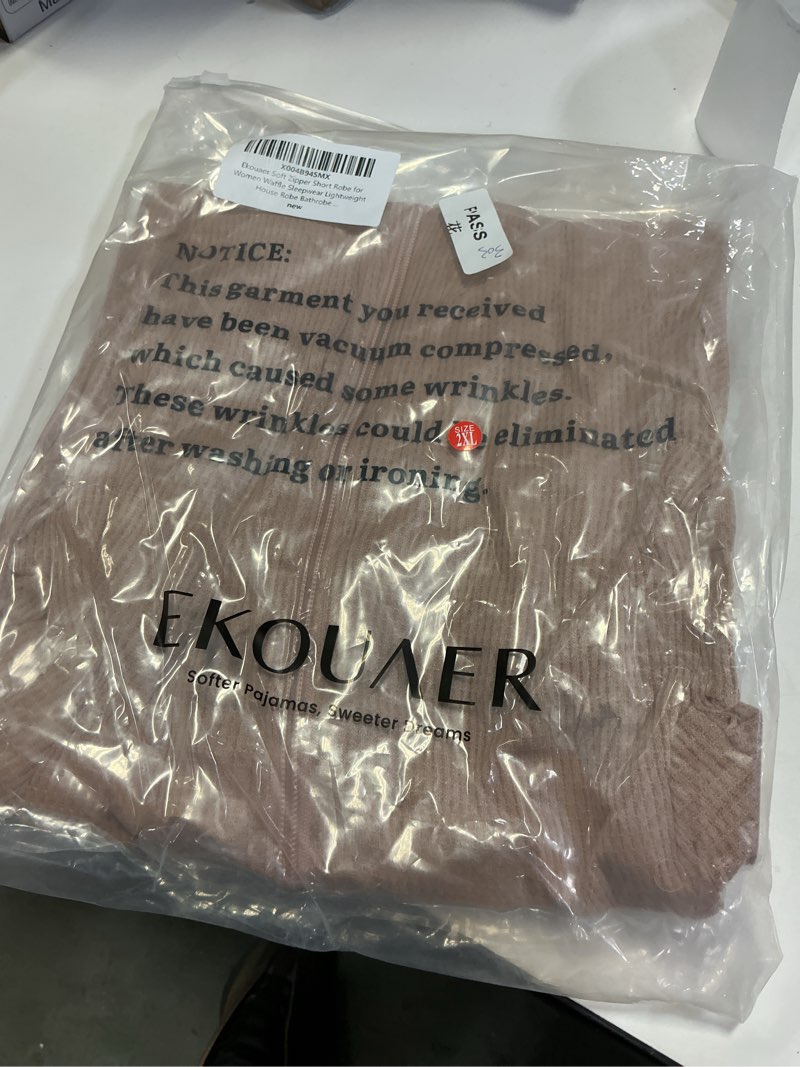 X004B945MX
Ekouaer Soft Zipper Short Robe for
Women Waffle Sleepwear Lightweight
House Robe Bathrobe...
new
PASS
NOTICE:
This garment you received
have been vacuum compressed,
which caused some wrinkles.
These wrinkles could be eliminated
after washing or ironing.
SIZE
2XL
EKOUAER
Softer Pajamas, Sweeter Dreams